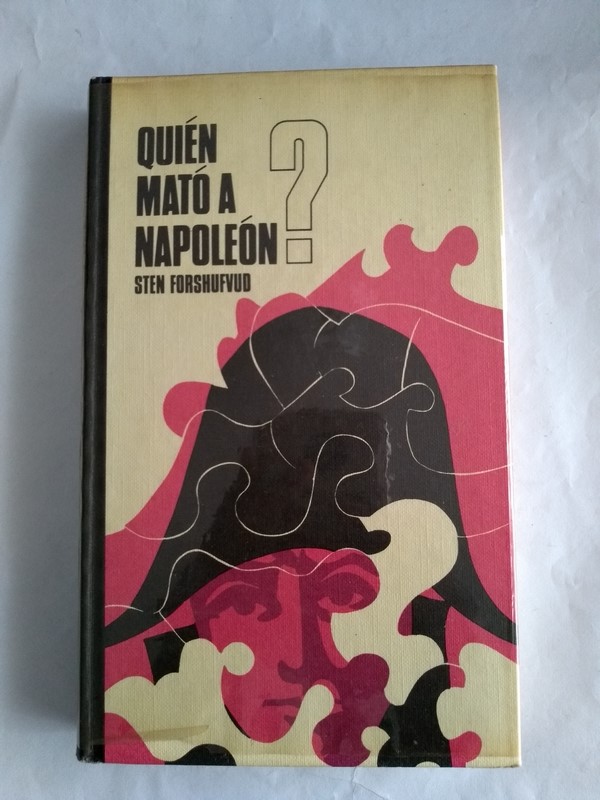 QUIÉN
MATÓ A
NAPOLEÓN?
STEN FORSHUFVUD